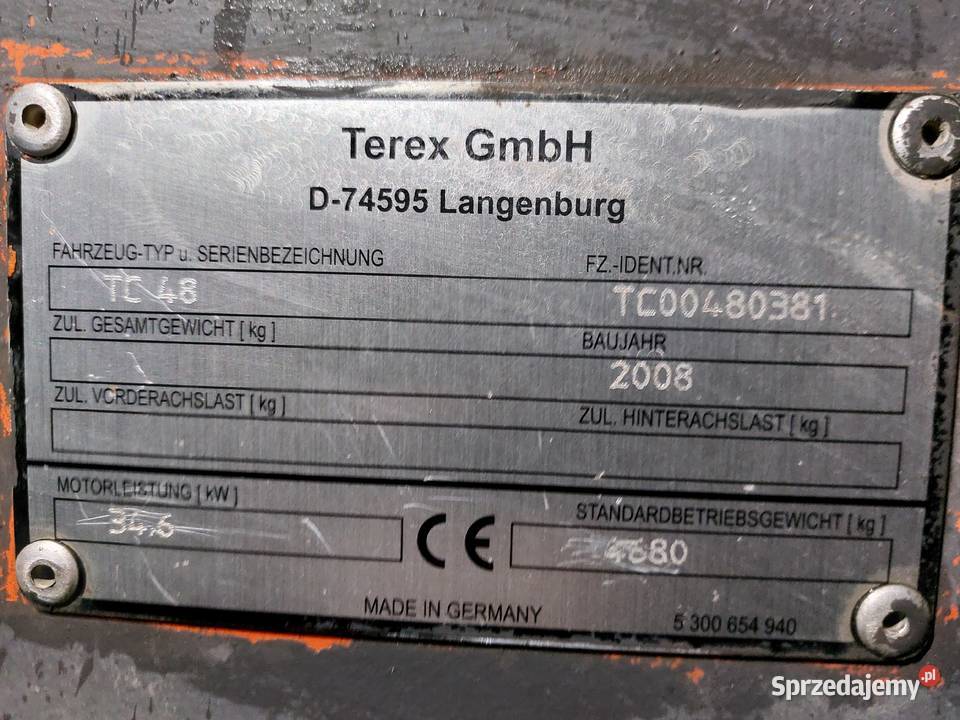 Terex GmbH
D-74595 Langenburg
FAHRZEUG-TYP u. SERIENBEZEICHNUNG FZ.-IDENT.NR.
TC 48 TC00480381
ZUL. GESAMTGEWICHT [ kg ] BAUJAHR
2008
ZUL. VORDERACHSLAST [ kg ] ZUL. HINTERACHSLAST [ kg ]
MOTORLEISTUNG [ kW ] STANDARDBETRIEBSGEWICHT [ kg ]
34.6 CE 4680
MADE IN GERMANY 5 300 654 940
Sprzedajemy.pl